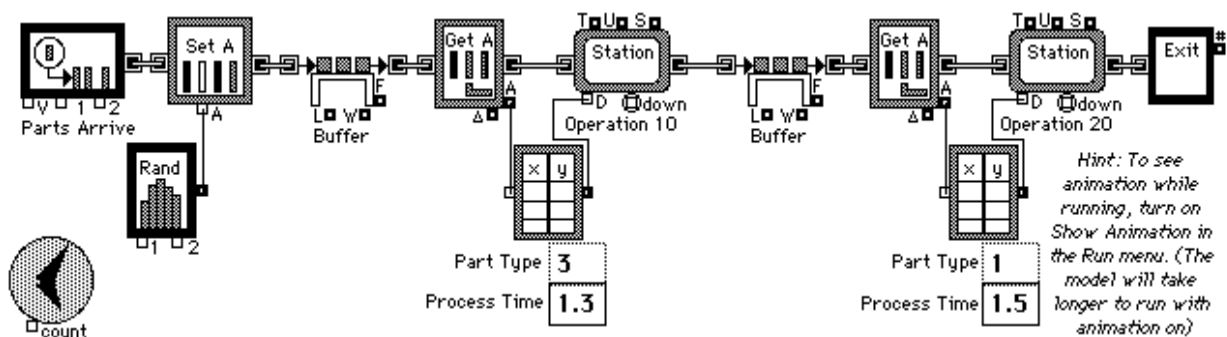 T U S
T U S
Set A
Get A
Station
Get A
Station
Exit
#
V 1 2
A
F
A
D
down
F
A
D
down
Parts Arrive
L W
Δ
Operation 10
L W
Δ
Operation 20
Buffer
Buffer
Rand
x y
x y
1 2
Hint: To see
animation while
running, turn on
Show Animation in
the Run menu. (The
model will take
longer to run with
animation on)
Part Type 3
Process Time 1.3
Part Type 1
Process Time 1.5
count